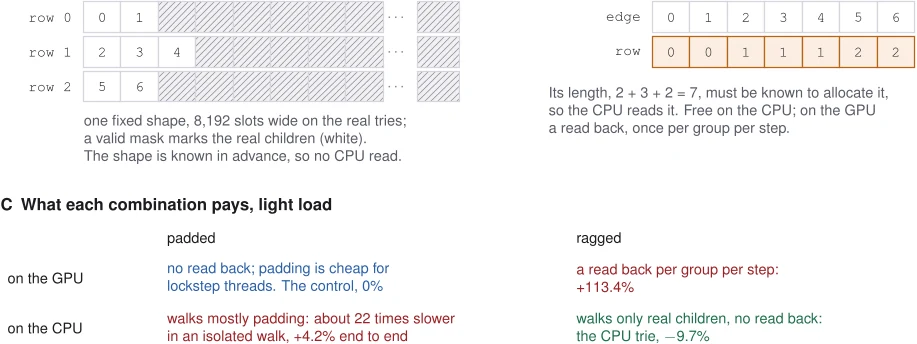 row 0 0 1 ...
row 1 2 3 4 ...
row 2 5 6 ...
one fixed shape, 8,192 slots wide on the real tries;
a valid mask marks the real children (white).
The shape is known in advance, so no CPU read.
edge 0 1 2 3 4 5 6
row 0 0 1 1 1 2 2
Its length, 2 + 3 + 2 = 7, must be known to allocate it,
so the CPU reads it. Free on the CPU; on the GPU
a read back, once per group per step.
C What each combination pays, light load
padded ragged
on the GPU
no read back; padding is cheap for
lockstep threads. The control, 0%
a read back per group per step:
+113.4%
on the CPU
walks mostly padding: about 22 times slower
in an isolated walk, +4.2% end to end
walks only real children, no read back:
the CPU trie, −9.7%